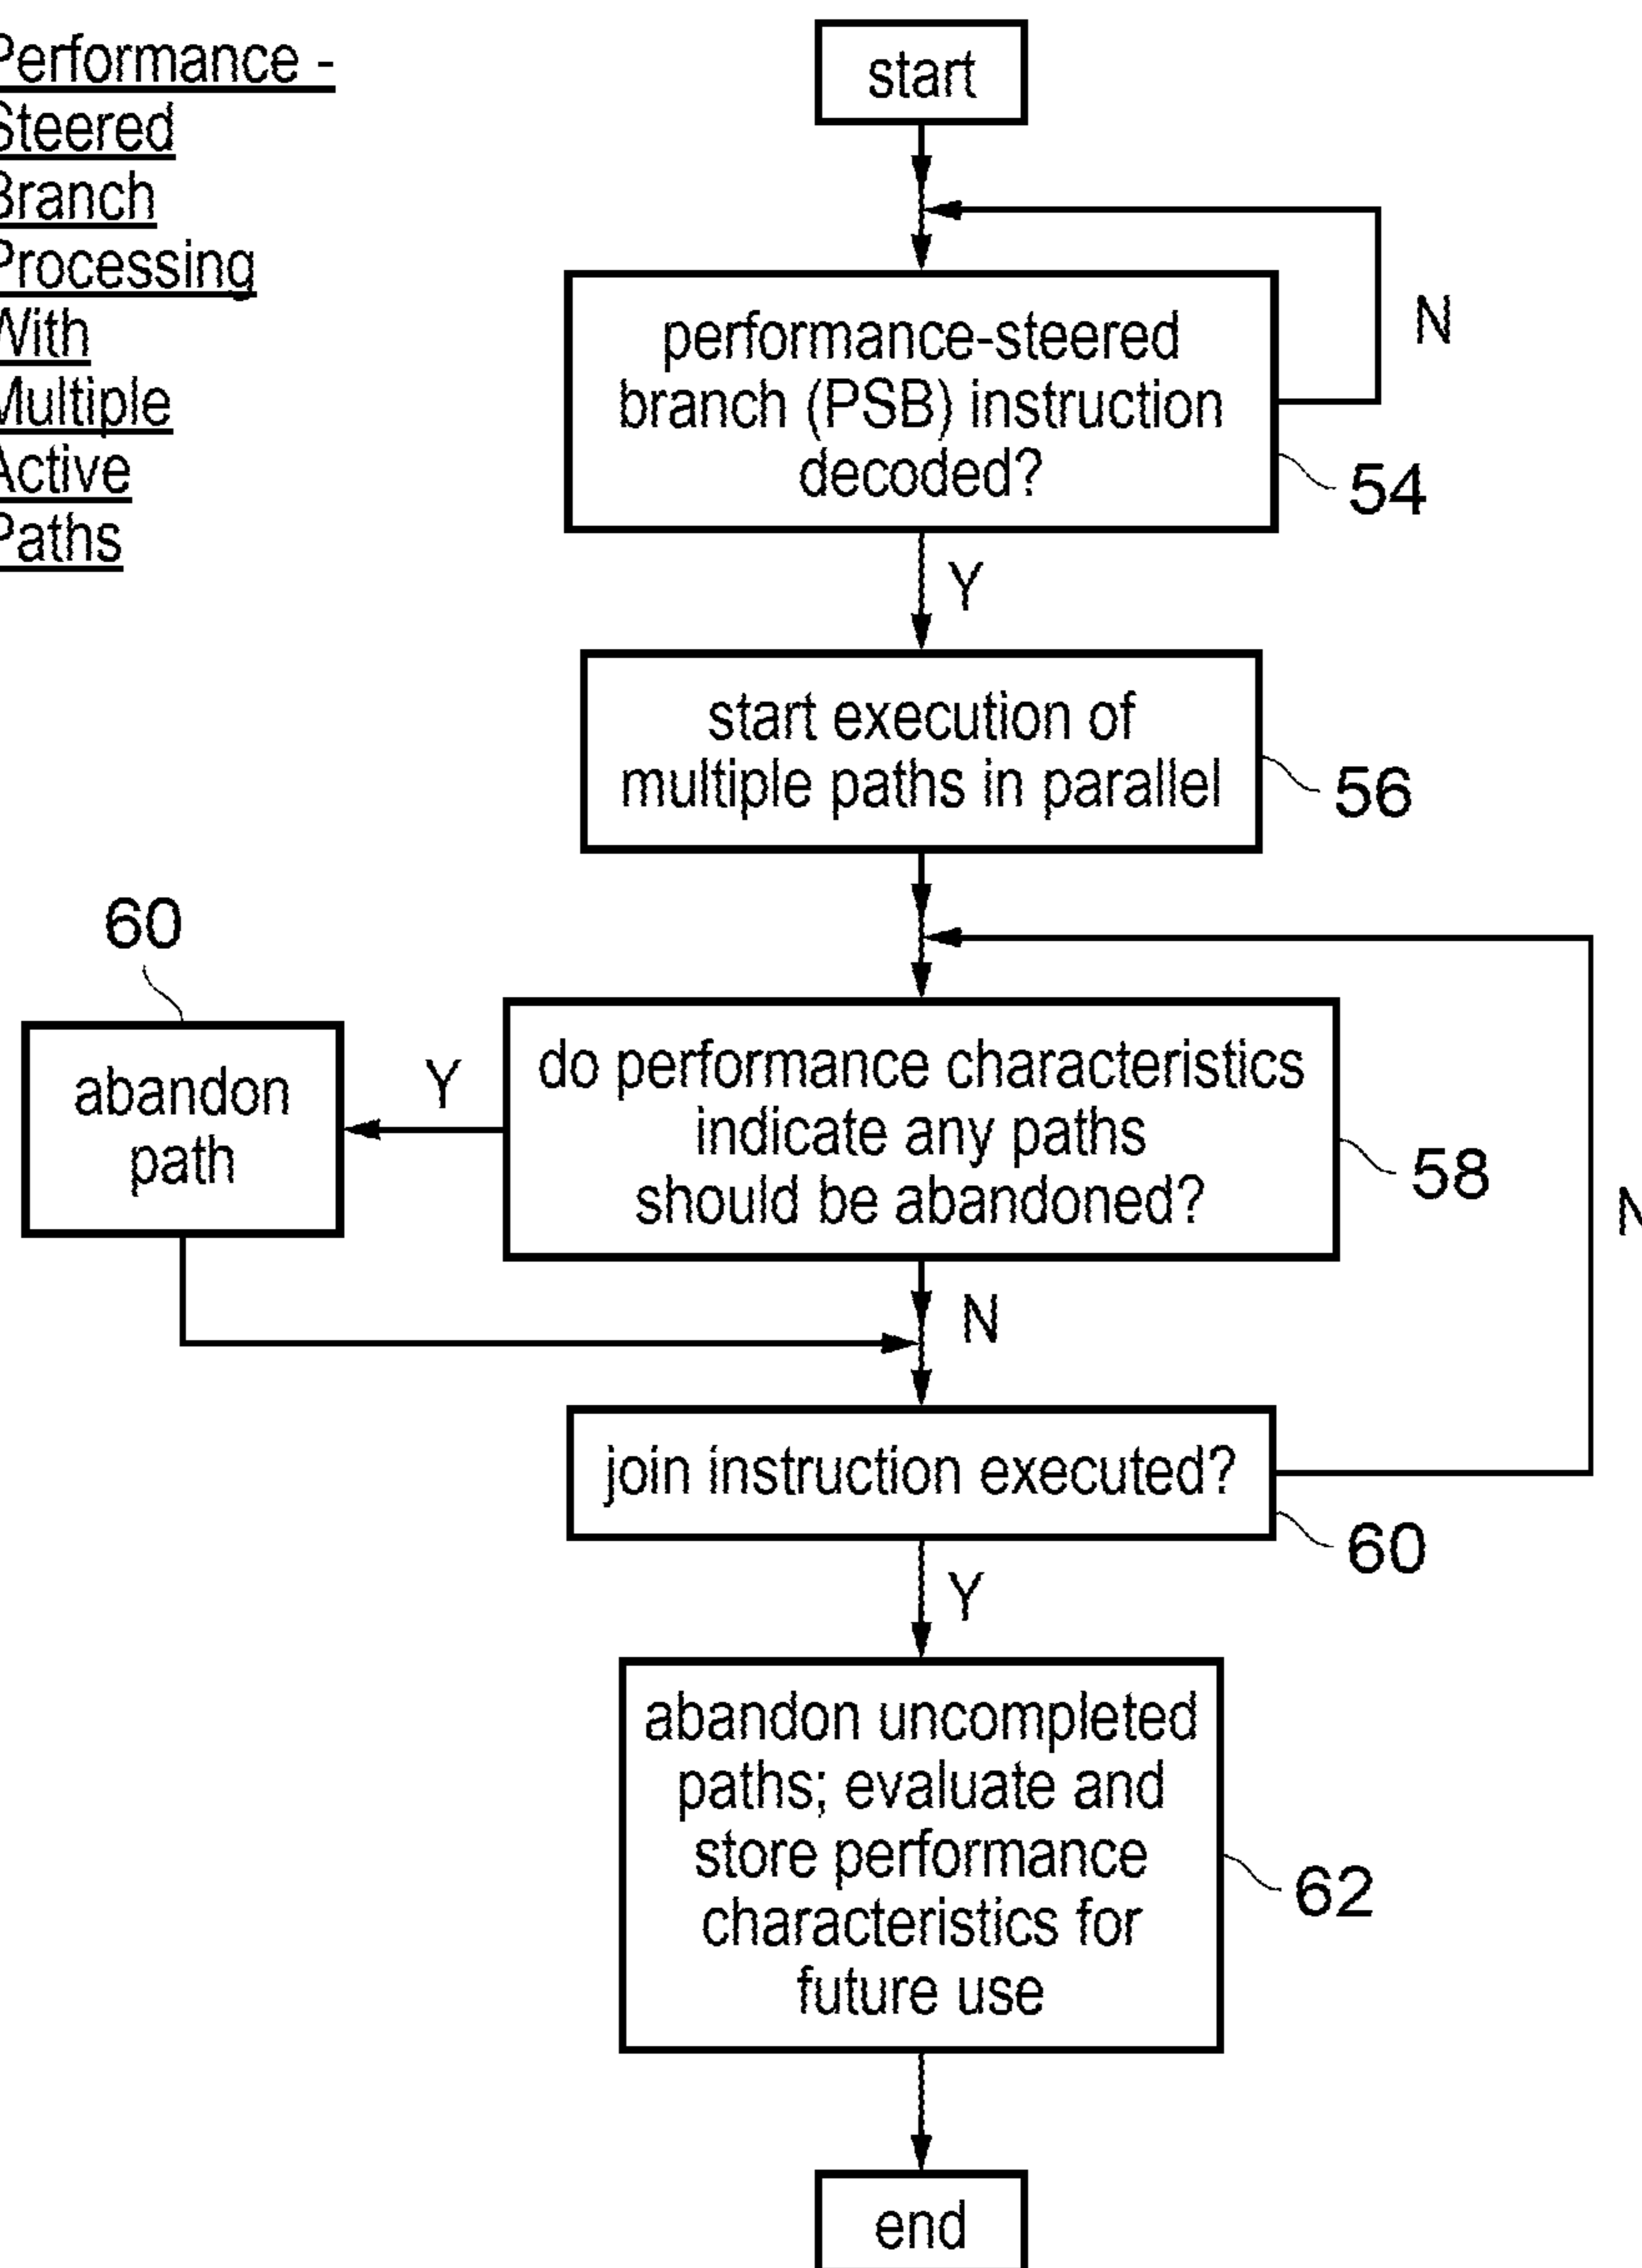 Performance -
Steered
Branch
Processing
With
Multiple
Active
Paths
start
performance-steered
branch (PSB) instruction
decoded?
N
54
Y
start execution of
multiple paths in parallel
56
60
abandon
path
Y
do performance characteristics
indicate any paths
should be abandoned?
58
N
N
join instruction executed?
60
Y
abandon uncompleted
paths; evaluate and
store performance
characteristics for
future use
62
end